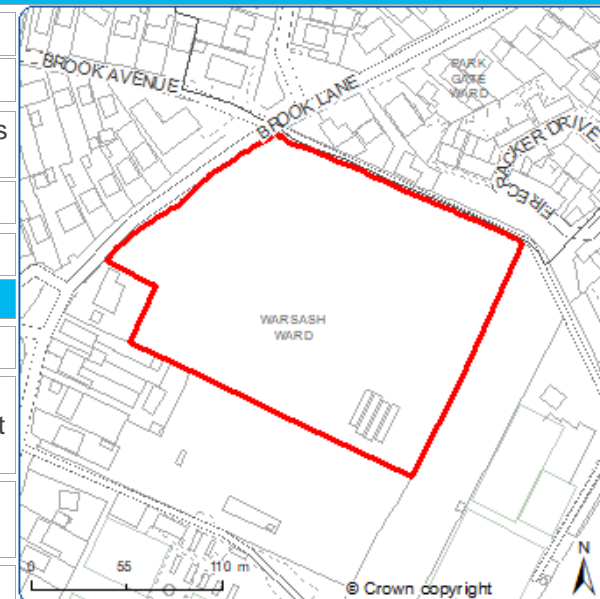 BROOK AVENUE
BROOK LANE
PARK
GATE
WARD
FIRECRACKER DRIVE
s
WARSASH
WARD
t
0 55 110 m
N
© Crown copyright